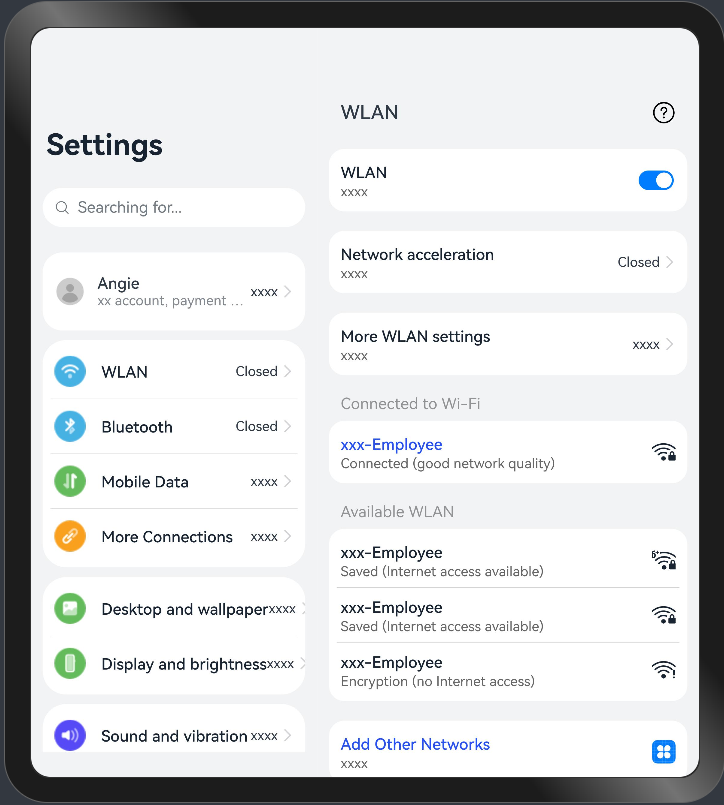 Settings
Searching for...
Angie
xx account, payment ...
xxxx
WLAN
Closed
Bluetooth
Closed
Mobile Data
xxxx
More Connections
xxxx
Desktop and wallpaper
xxxx
Display and brightness
xxxx
Sound and vibration
xxxx
WLAN
?
WLAN
xxxx
Network acceleration
xxxx
Closed
More WLAN settings
xxxx
xxxx
Connected to Wi-Fi
xxx-Employee
Connected (good network quality)
Available WLAN
xxx-Employee
Saved (Internet access available)
6+
xxx-Employee
Saved (Internet access available)
xxx-Employee
Encryption (no Internet access)
Add Other Networks
xxxx